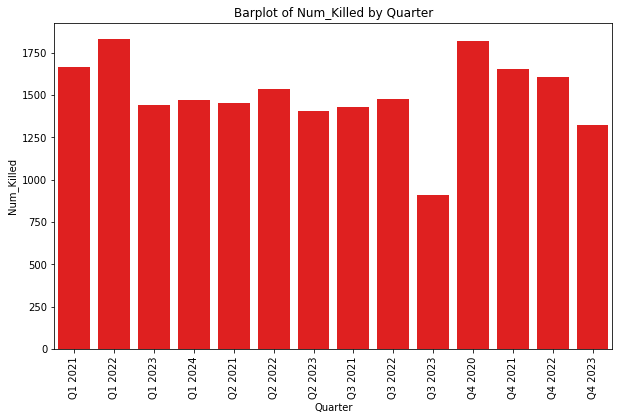 Barplot of Num_Killed by Quarter
Num_Killed
1750
1500
1250
1000
750
500
250
0
Q1 2021
Q1 2022
Q1 2023
Q1 2024
Q2 2021
Q2 2022
Q2 2023
Q3 2021
Q3 2022
Q3 2023
Q4 2020
Q4 2021
Q4 2022
Q4 2023
Quarter